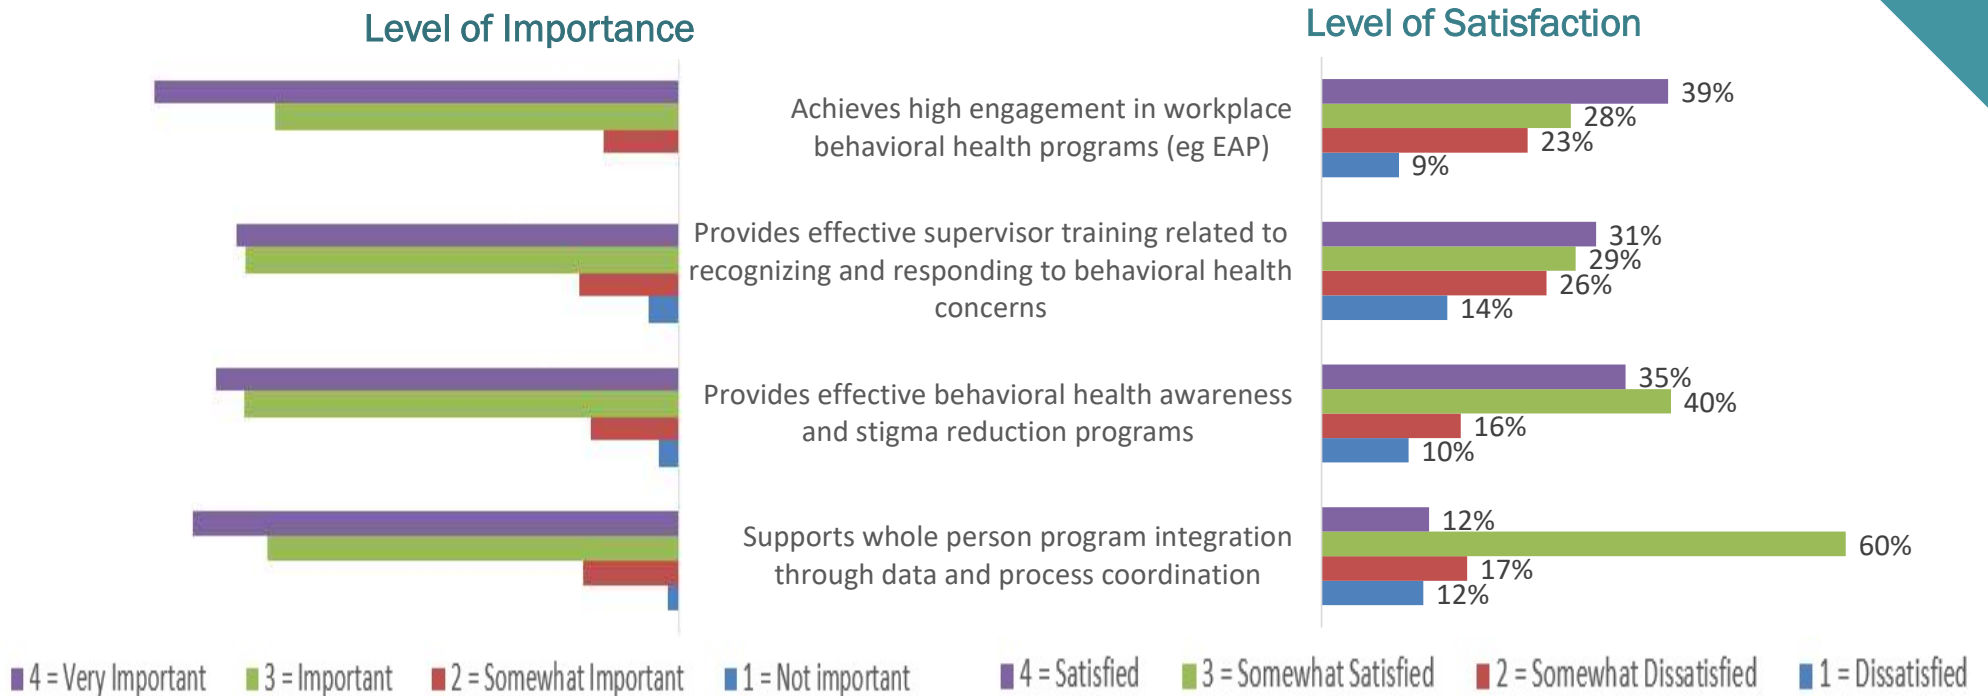 Level of Importance
Level of Satisfaction
Achieves high engagement in workplace
behavioral health programs (eg EAP)
39%
28%
23%
9%
Provides effective supervisor training related to
recognizing and responding to behavioral health
concerns
31%
29%
26%
14%
Provides effective behavioral health awareness
and stigma reduction programs
35%
40%
16%
10%
Supports whole person program integration
through data and process coordination
12%
60%
17%
12%
4 = Very Important
3 = Important
2 = Somewhat Important
1 = Not important
4 = Satisfied
3 = Somewhat Satisfied
2 = Somewhat Dissatisfied
1 = Dissatisfied